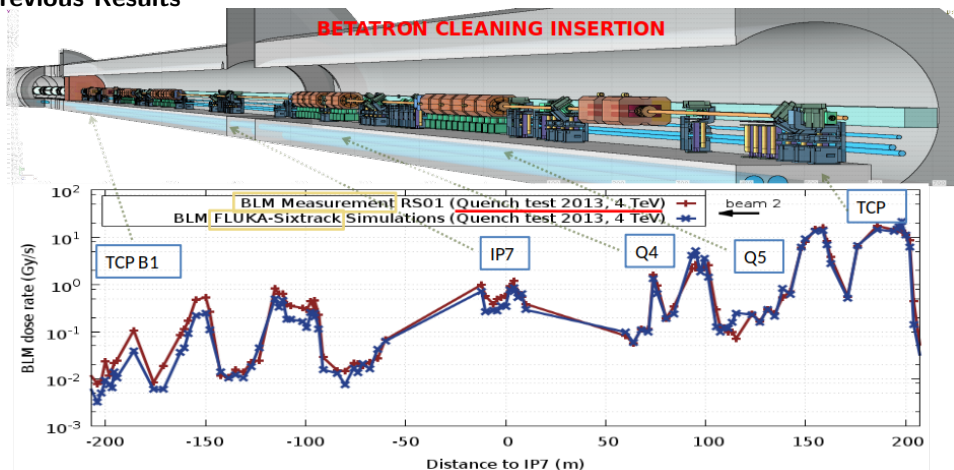 revious Results
BETATRON CLEANING INSERTION
BLM Measurement RS01 (Quench test 2013, 4 TeV)
BLM FLUKA-Sixtrack Simulations (Quench test 2013, 4 TeV)
beam 2
TCP
TCP B1
IP7
Q4
Q5
BLM dose rate (Gy/s)
10²
10¹
10⁰
10⁻¹
10⁻²
10⁻³
-200 -150 -100 -50 0 50 100 150 200
Distance to IP7 (m)